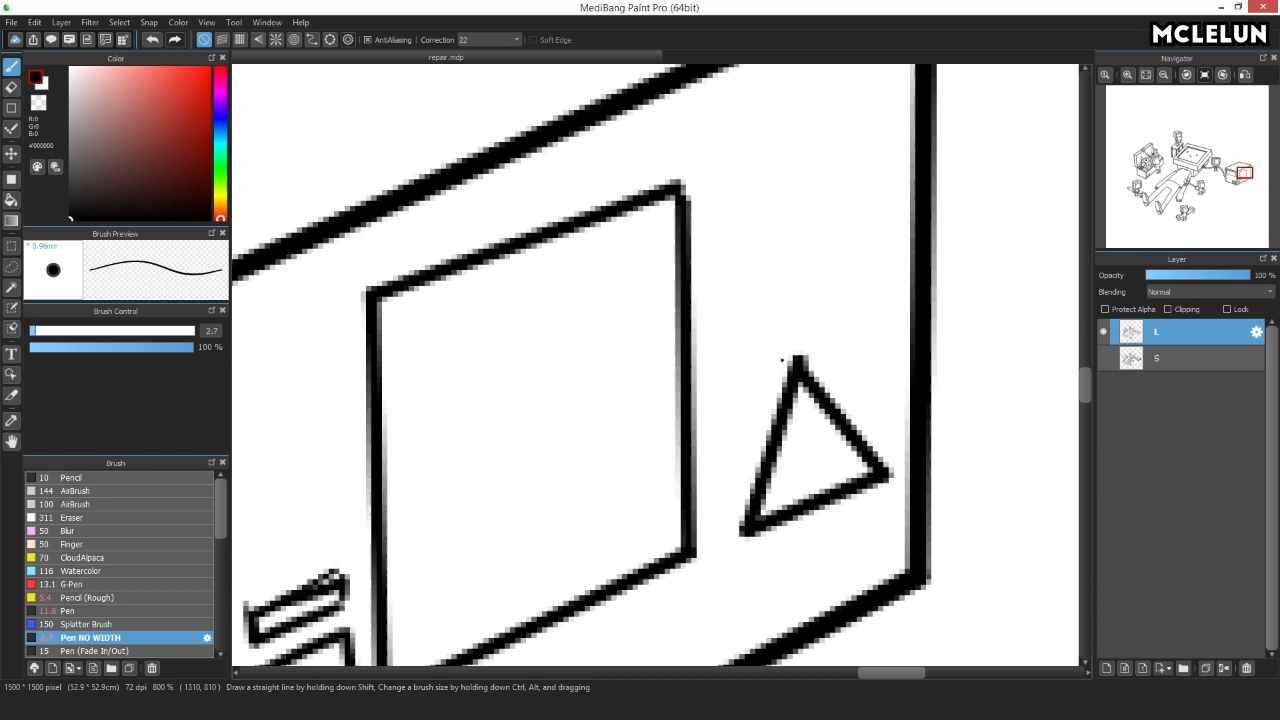 MediBang Paint Pro (64bit)
File Edit Layer Filter Select Snap Color View Tool Window Help
MCLELUN
AntiAliasing Correction 22 Soft Edge
Color
repair.mdp
Navigator
R:0
G:0
B:0
#000000
Brush Preview
* 0.96mm
Brush Control
2.7
100 %
Layer
Opacity 100 %
Blending Normal
Protect Alpha Clipping Lock
L
S
Brush
10 Pencil
144 AirBrush
100 AirBrush
311 Eraser
50 Blur
50 Finger
70 CloudAlpaca
116 Watercolor
13.1 G-Pen
5.4 Pencil (Rough)
11.6 Pen
150 Splatter Brush
2.7 Pen NO WIDTH
15 Pen (Fade In/Out)
1500 * 1500 pixel (52.9 * 52.9cm) 72 dpi 800 % ( 1310, 810 ) Draw a straight line by holding down Shift, Change a brush size by holding down Ctrl, Alt, and dragging